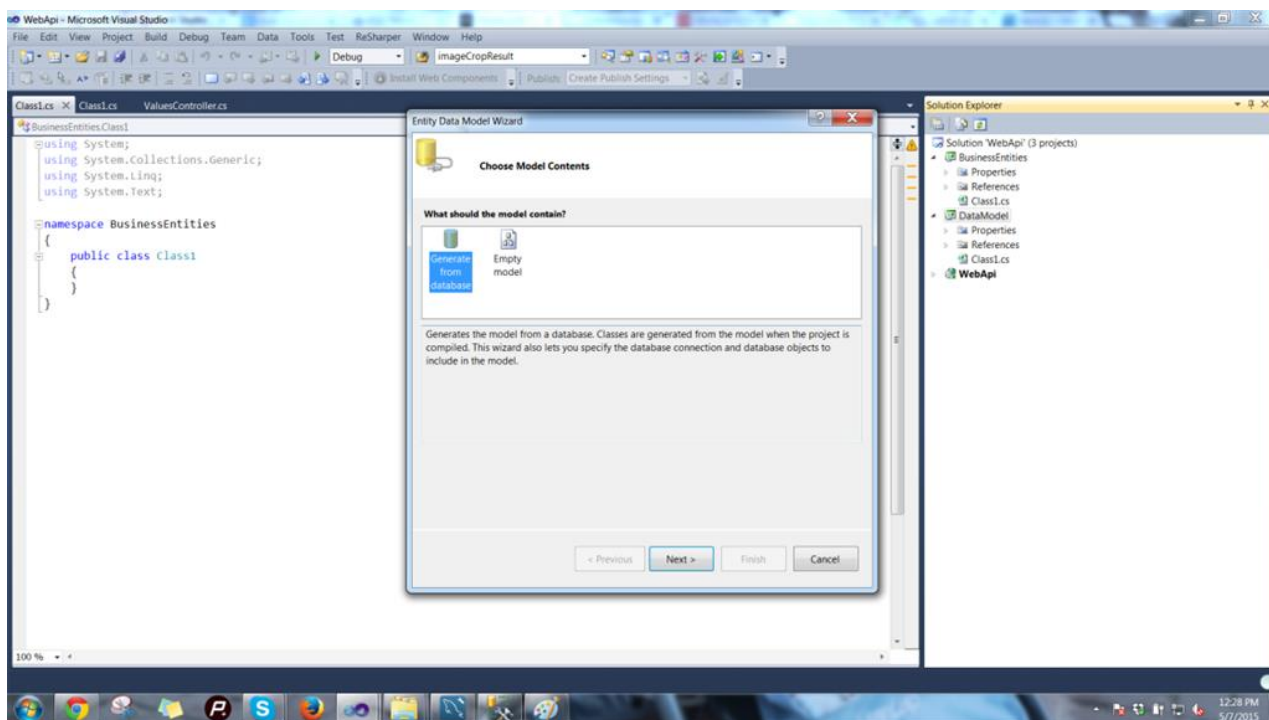 WebApi - Microsoft Visual Studio
File Edit View Project Build Debug Team Data Tools Test ReSharper Window Help
Debug
imageCropResult
Install Web Components
Publish: Create Publish Settings
Class1.cs Class1.cs ValuesController.cs
BusinessEntities.Class1
using System;
using System.Collections.Generic;
using System.Linq;
using System.Text;
namespace BusinessEntities
{
public class Class1
{
}
}
100 %
Entity Data Model Wizard
Choose Model Contents
What should the model contain?
Generate from database
Empty model
Generates the model from a database. Classes are generated from the model when the project is
compiled. This wizard also lets you specify the database connection and database objects to
include in the model.
< Previous Next > Finish Cancel
Solution Explorer
Solution 'WebApi' (3 projects)
BusinessEntities
Properties
References
Class1.cs
DataModel
Properties
References
Class1.cs
WebApi
12:28 PM
5/7/2015